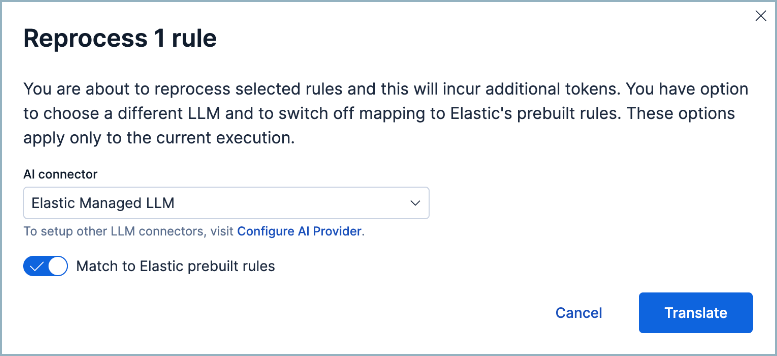 Reprocess 1 rule
You are about to reprocess selected rules and this will incur additional tokens. You have option
to choose a different LLM and to switch off mapping to Elastic's prebuilt rules. These options
apply only to the current execution.
AI connector
Elastic Managed LLM
To setup other LLM connectors, visit Configure AI Provider.
Match to Elastic prebuilt rules
Cancel
Translate